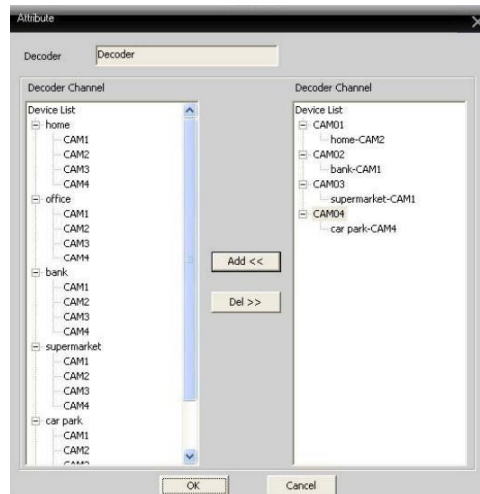 Attribute
Decoder Decoder
Decoder Channel
Device List
home
CAM1
CAM2
CAM3
CAM4
office
CAM1
CAM2
CAM3
CAM4
bank
CAM1
CAM2
CAM3
CAM4
supermarket
CAM1
CAM2
CAM3
CAM4
car park
CAM1
CAM2
Add <<
Del >>
Decoder Channel
Device List
CAM01
home-CAM2
CAM02
bank-CAM1
CAM03
supermarket-CAM1
CAM04
car park-CAM4
OK
Cancel